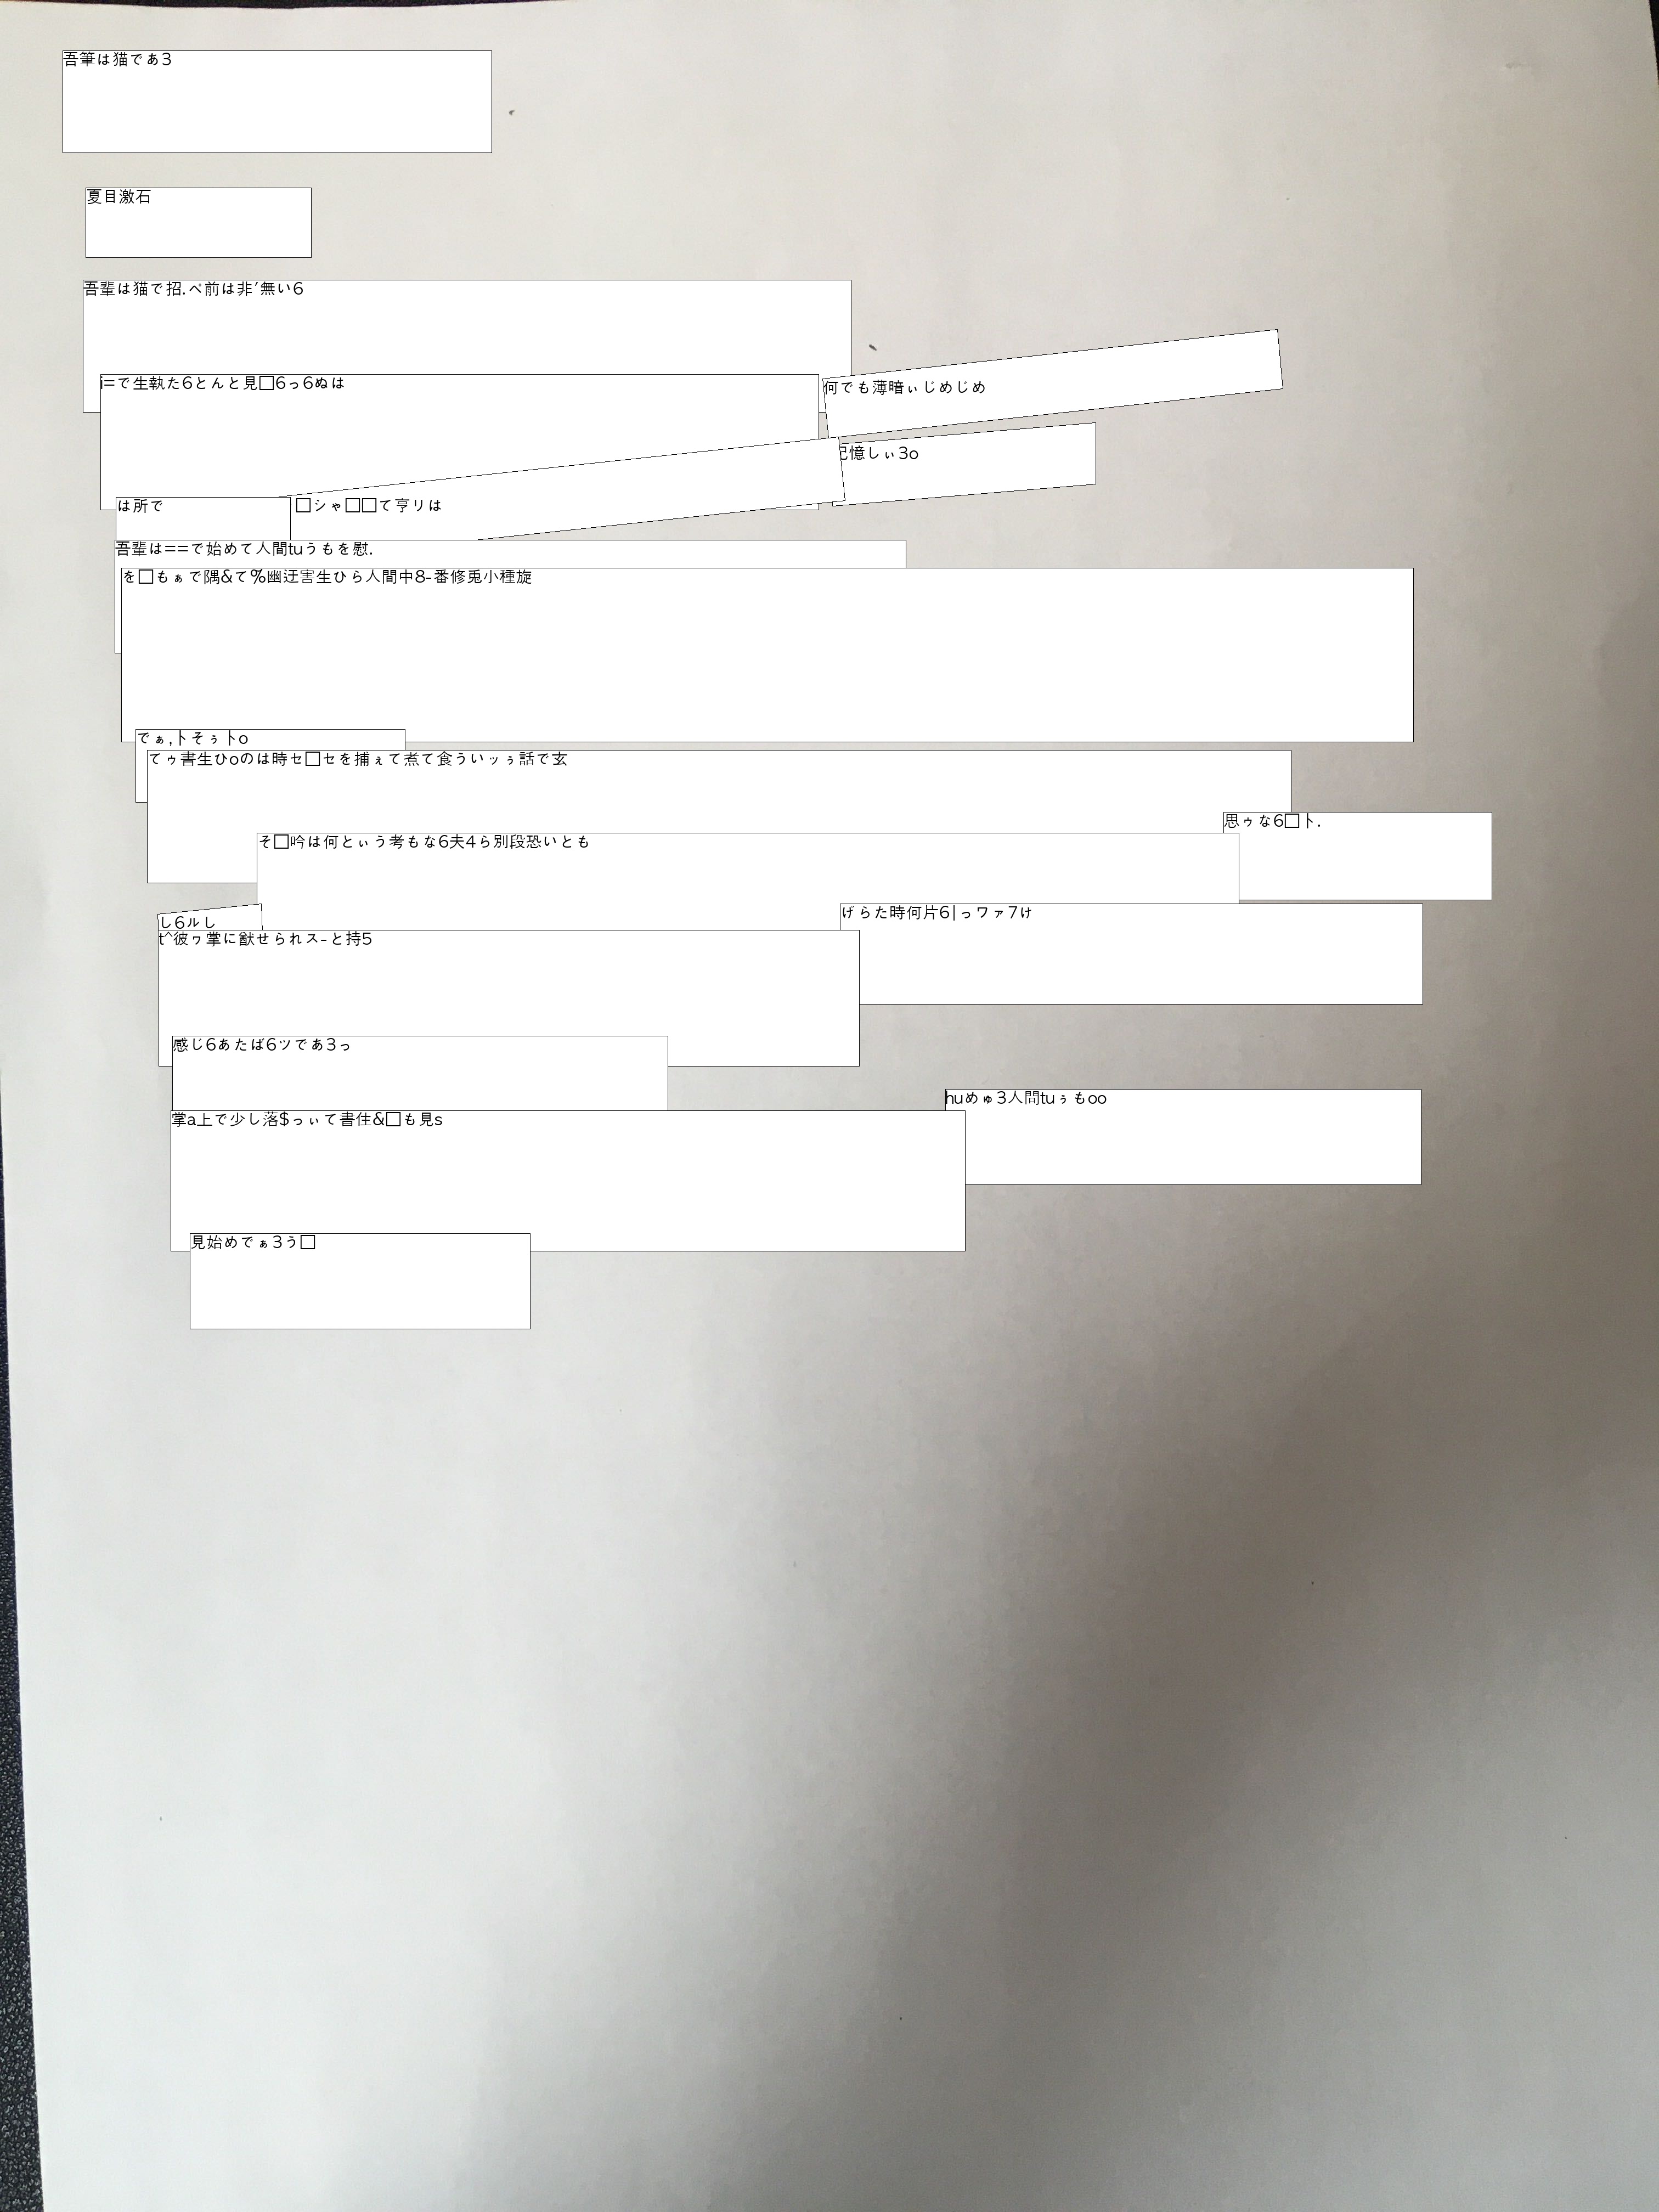 吾筆は猫であ3
夏目激石
吾輩は猫で招.ペ前は非′無い6
i=で生執た6とんと見□6っ6ぬは
何でも薄暗ぃじめじめ
憶しぃ3o
は所で
□シャ□□て亨リは
吾輩は==で始めて人間tuうもを慰.
を□もぁで隅&て%幽迂害生ひら人間中8-番修兎小種旋
でぁ,トそぅトo
てゥ書生ひoのは時セ□セを捕ぇて煮て食ういッぅ話で玄
思ゥな6□ト.
そ□吟は何とぃう考もな6夫4ら別段恐いとも
し6ルし
げらた時何片6|っワァ7け
t^彼ヮ掌に猷せられス-と持5
感じ6あたば6ツであ3っ
huめゅ3人問tuぅもoo
掌a上で少し落$っぃて書住&□も見s
見始めでぁ3う□